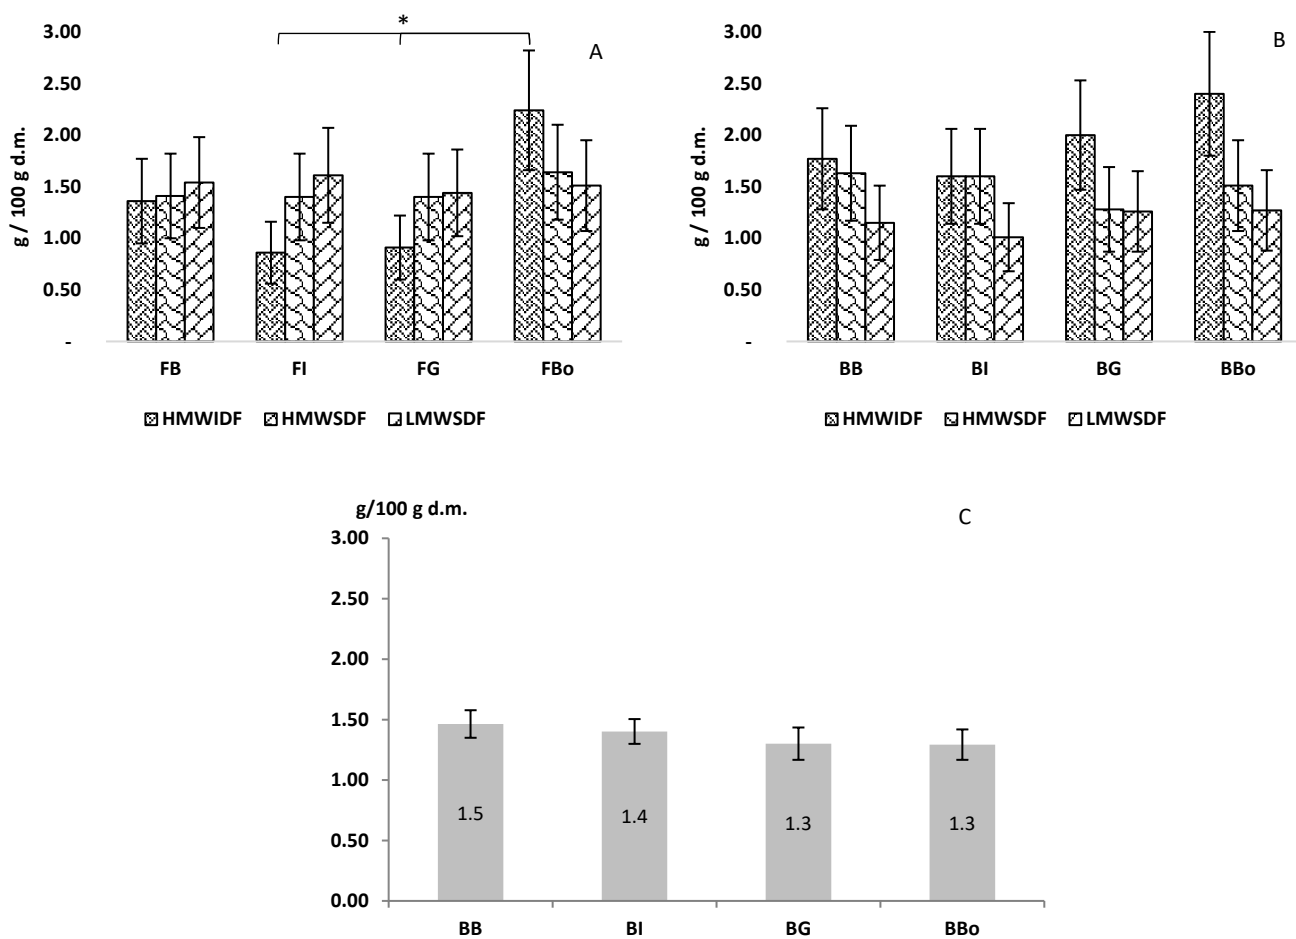 *
A
g / 100 g d.m.
3.00
2.50
2.00
1.50
1.00
0.50
-
FB FI FG FBo
HMWIDF HMWSDF LMWSDF
B
g / 100 g d.m.
3.00
2.50
2.00
1.50
1.00
0.50
-
BB BI BG BBo
HMWIDF HMWSDF LMWSDF
g/100 g d.m.
C
3.00
2.50
2.00
1.50
1.00
0.50
0.00
1.5 1.4 1.3 1.3
BB BI BG BBo